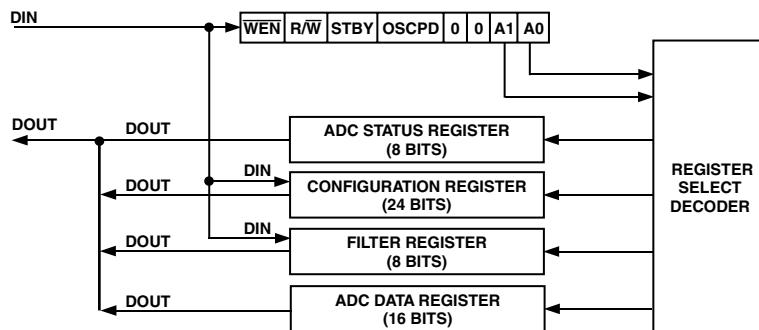 DIN
WEN R/W STBY OSCPD 0 0 A1 A0
DOUT
DOUT
ADC STATUS REGISTER
(8 BITS)
DIN
DOUT
CONFIGURATION REGISTER
(24 BITS)
DIN
DOUT
FILTER REGISTER
(8 BITS)
DOUT
ADC DATA REGISTER
(16 BITS)
REGISTER
SELECT
DECODER